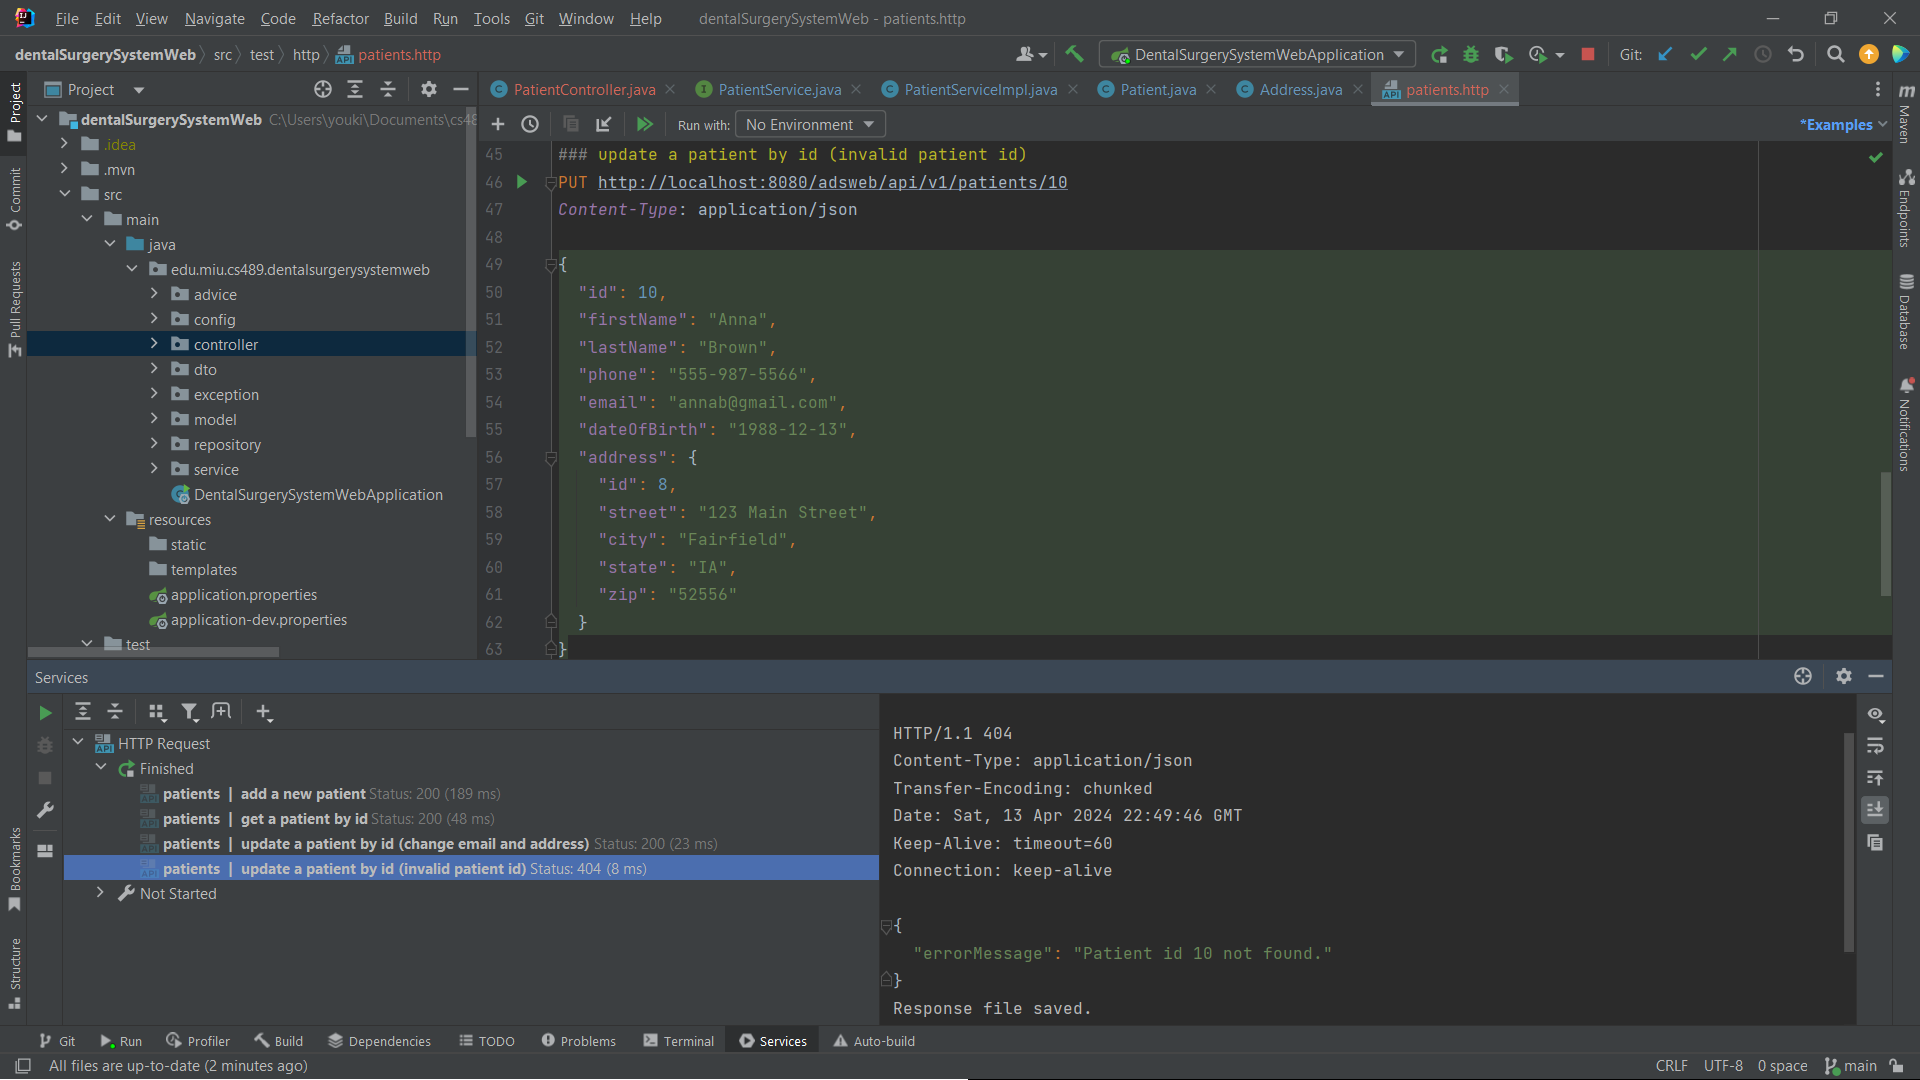 File Edit View Navigate Code Refactor Build Run Tools Git Window Help dentalSurgerySystemWeb - patients.http
dentalSurgerySystemWeb src test http patients.http DentalSurgerySystemWebApplication Git:
Project
PatientController.java PatientService.java PatientServiceImpl.java Patient.java Address.java patients.http
Run with: No Environment *Examples
dentalSurgerySystemWeb C:\Users\youki\Documents\cs48
.idea
.mvn
src
main
java
edu.miu.cs489.dentalsurgerysystemweb
advice
config
controller
dto
exception
model
repository
service
DentalSurgerySystemWebApplication
resources
static
templates
application.properties
application-dev.properties
test
45 ### update a patient by id (invalid patient id)
46 PUT http://localhost:8080/adsweb/api/v1/patients/10
47 Content-Type: application/json
48
49 {
50 "id": 10,
51 "firstName": "Anna",
52 "lastName": "Brown",
53 "phone": "555-987-5566",
54 "email": "annab@gmail.com",
55 "dateOfBirth": "1988-12-13",
56 "address": {
57 "id": 8,
58 "street": "123 Main Street",
59 "city": "Fairfield",
60 "state": "IA",
61 "zip": "52556"
62 }
63 }
Project
Commit
Pull Requests
Bookmarks
Structure
Maven
Endpoints
Database
Notifications
Services
HTTP Request
Finished
patients | add a new patient Status: 200 (189 ms)
patients | get a patient by id Status: 200 (48 ms)
patients | update a patient by id (change email and address) Status: 200 (23 ms)
patients | update a patient by id (invalid patient id) Status: 404 (8 ms)
Not Started
HTTP/1.1 404
Content-Type: application/json
Transfer-Encoding: chunked
Date: Sat, 13 Apr 2024 22:49:46 GMT
Keep-Alive: timeout=60
Connection: keep-alive
{
"errorMessage": "Patient id 10 not found."
}
Response file saved.
Git Run Profiler Build Dependencies TODO Problems Terminal Services Auto-build
All files are up-to-date (2 minutes ago) CRLF UTF-8 0 space main